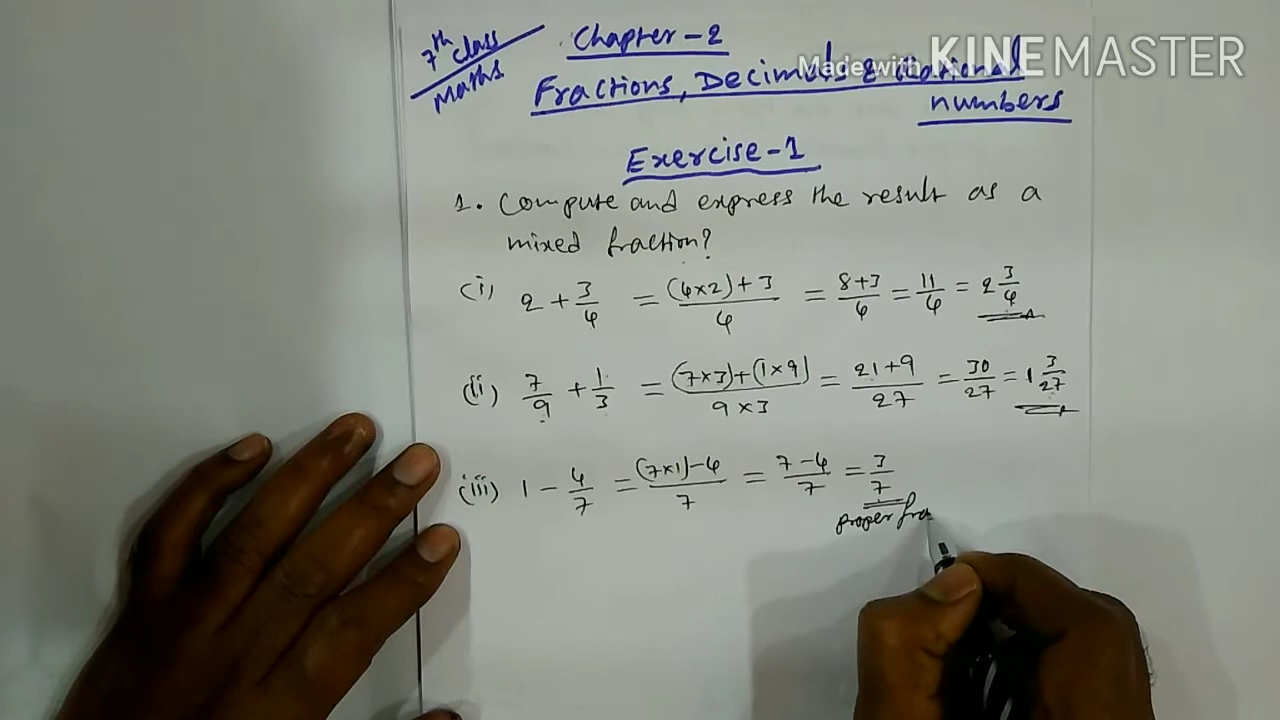 7th class
maths
Chapter-2
Made with KINEMASTER
Fractions, Decimals & Rational
numbers
Exercise-1
1. Compute and express the result as a
mixed fraction?
(i) 2 + 3/4 = (4×2)+3/4 = 8+3/4 = 11/4 = 2 3/4
(ii) 7/9 + 1/3 = (7×3)+(1×9)/9×3 = 21+9/27 = 30/27 = 1 3/27
(iii) 1 - 4/7 = (7×1)-4/7 = 7-4/7 = 3/7
proper fra